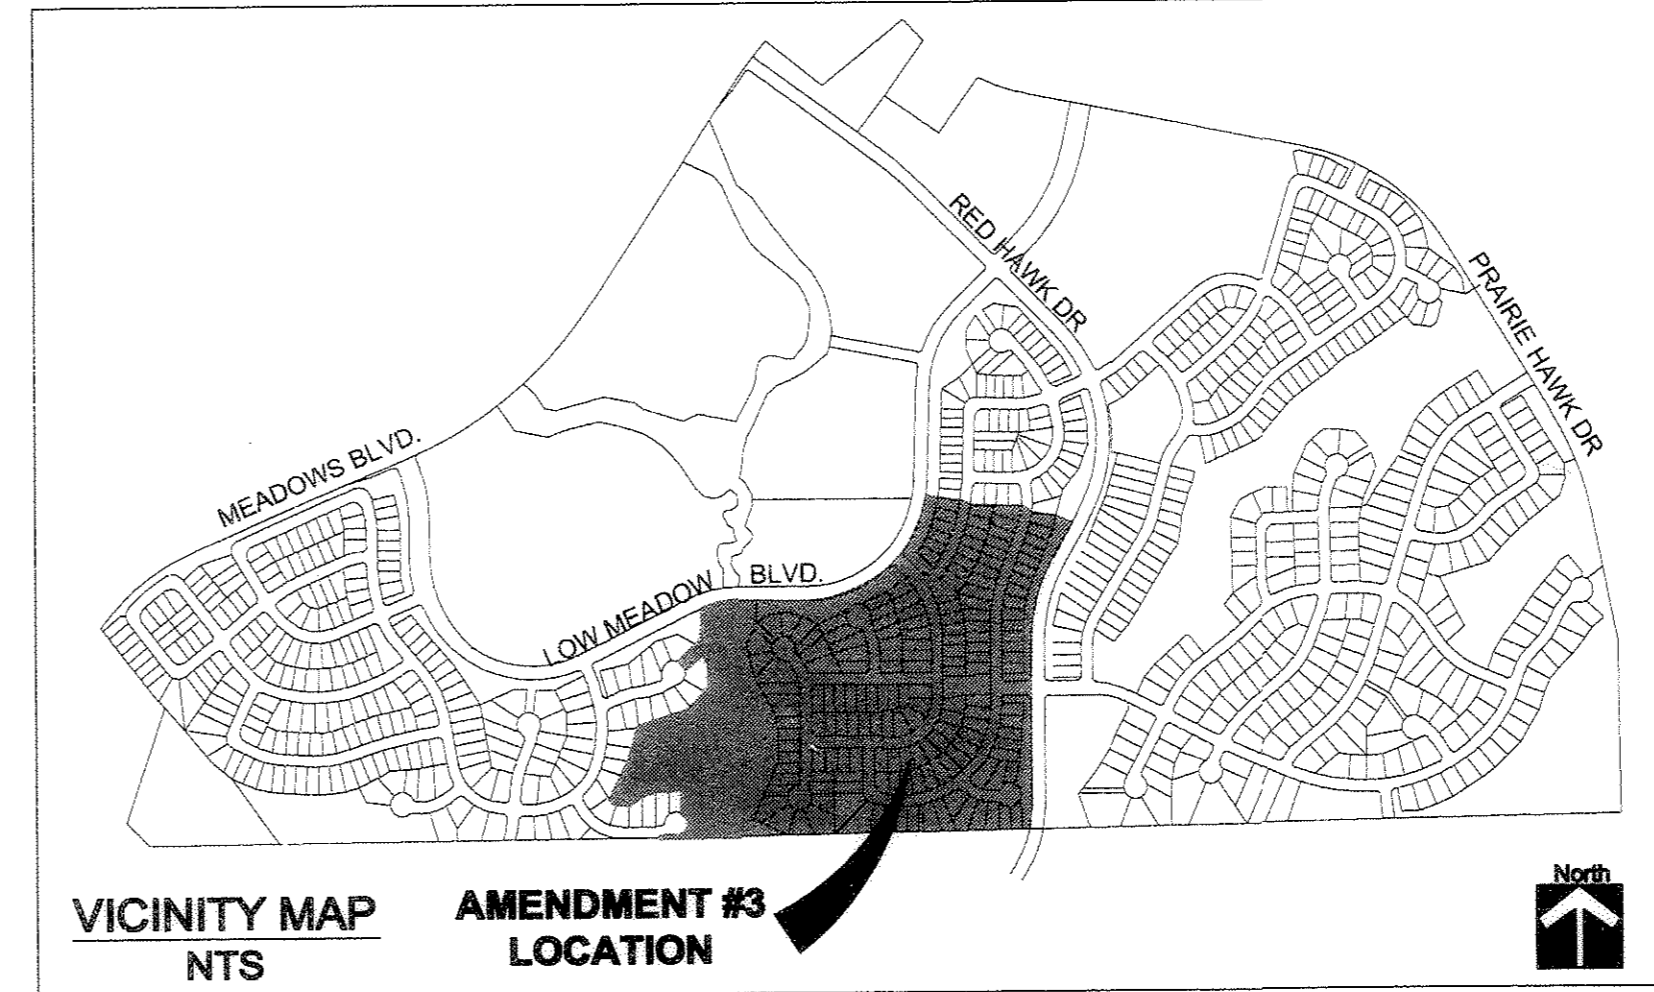 RED HAWK DR
PRAIRIE HAWK DR
MEADOWS BLVD.
LOW MEADOW BLVD.
VICINITY MAP
NTS
AMENDMENT #3
LOCATION
North